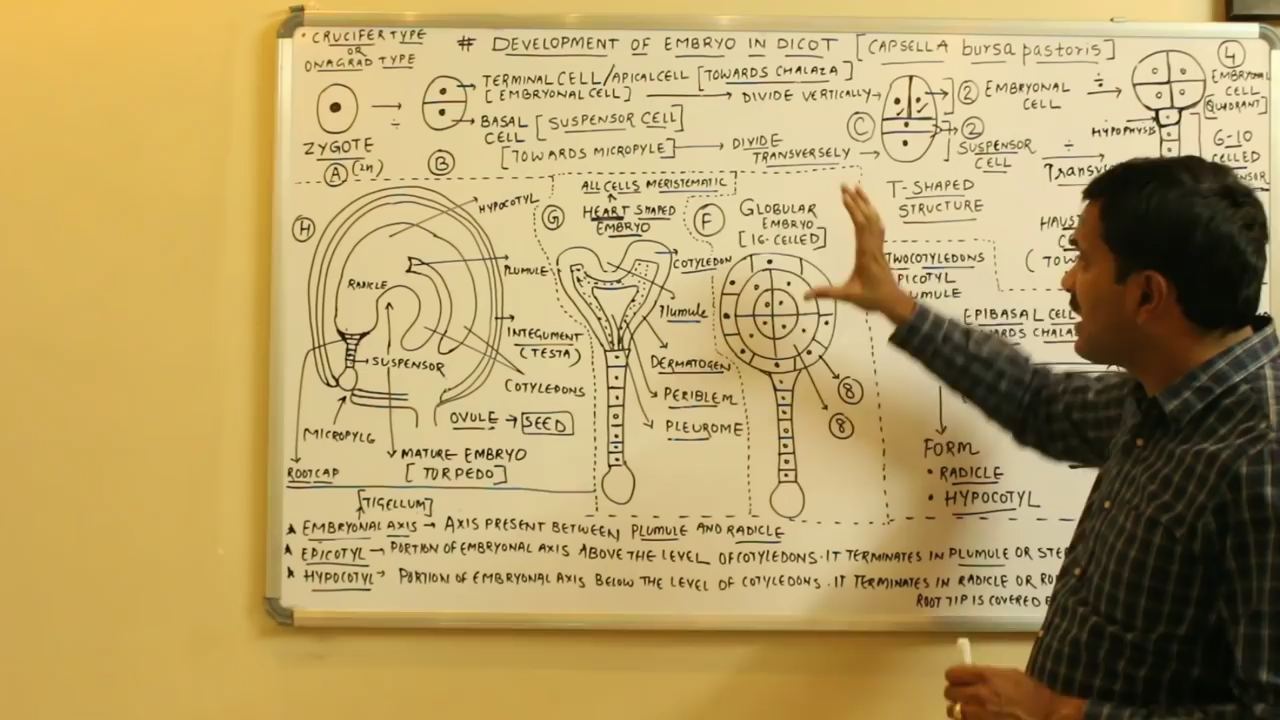 • CRUCIFER TYPE
OR
ONAGRAD TYPE
# DEVELOPMENT OF EMBRYO IN DICOT [CAPSELLA bursa pastoris]
ZYGOTE
(A) (2n)
÷
(B)
TERMINAL CELL/APICAL CELL [TOWARDS CHALAZA]
[EMBRYONAL CELL] → DIVIDE VERTICALLY →
BASAL CELL [SUSPENSOR CELL]
[TOWARDS MICROPYLE] → DIVIDE TRANSVERSELY →
(C)
(2) EMBRYONAL CELL
(2) SUSPENSOR CELL
÷
÷
(4)
EMBRYONAL
CELL
[QUADRANT]
HYPOPHYSIS
6-10
CELLED
T-SHAPED
STRUCTURE
(H)
HYPOCOTYL
PLUMULE
RADICLE
INTEGUMENT
(TESTA)
SUSPENSOR
COTYLEDONS
OVULE → SEED
MICROPYLG
ROOTCAP
MATURE EMBRYO
[TORPEDO]
ALL CELLS MERISTEMATIC
(G)
HEART SHAPED
EMBRYO
COTYLEDON
Plumule
DERMATOGEN
PERIBLEM
PLEUROME
(F)
GLOBULAR
EMBRYO
[16-CELLED]
(8)
(8)
TWO COTYLEDONS
EPIBASAL CELL
FORM
• RADICLE
• HYPOCOTYL
[TIGELLUM]
* EMBRYONAL AXIS → AXIS PRESENT BETWEEN PLUMULE AND RADICLE
* EPICOTYL → PORTION OF EMBRYONAL AXIS ABOVE THE LEVEL OF COTYLEDONS. IT TERMINATES IN PLUMULE OR
* HYPOCOTYL → PORTION OF EMBRYONAL AXIS BELOW THE LEVEL OF COTYLEDONS. IT TERMINATES IN RADICLE OR
ROOT TIP IS COVERED